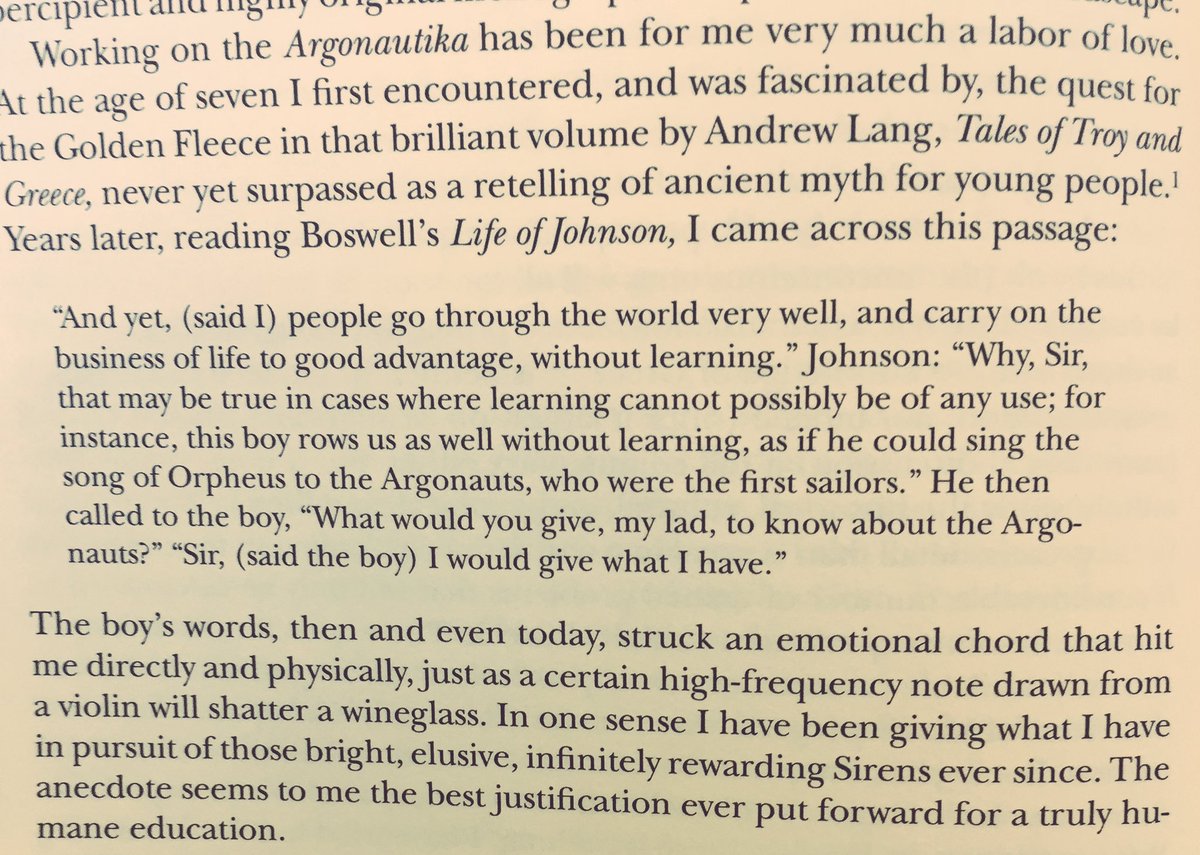 percipient and highly original
Working on the Argonautika has been for me very much a labor of love.
At the age of seven I first encountered, and was fascinated by, the quest for
the Golden Fleece in that brilliant volume by Andrew Lang, Tales of Troy and
Greece, never yet surpassed as a retelling of ancient myth for young people.¹
Years later, reading Boswell’s Life of Johnson, I came across this passage:
“And yet, (said I) people go through the world very well, and carry on the
business of life to good advantage, without learning.” Johnson: “Why, Sir,
that may be true in cases where learning cannot possibly be of any use; for
instance, this boy rows us as well without learning, as if he could sing the
song of Orpheus to the Argonauts, who were the first sailors.” He then
called to the boy, “What would you give, my lad, to know about the Argo-
nauts?” “Sir, (said the boy) I would give what I have.”
The boy’s words, then and even today, struck an emotional chord that hit
me directly and physically, just as a certain high-frequency note drawn from
a violin will shatter a wineglass. In one sense I have been giving what I have
in pursuit of those bright, elusive, infinitely rewarding Sirens ever since. The
anecdote seems to me the best justification ever put forward for a truly hu-
mane education.